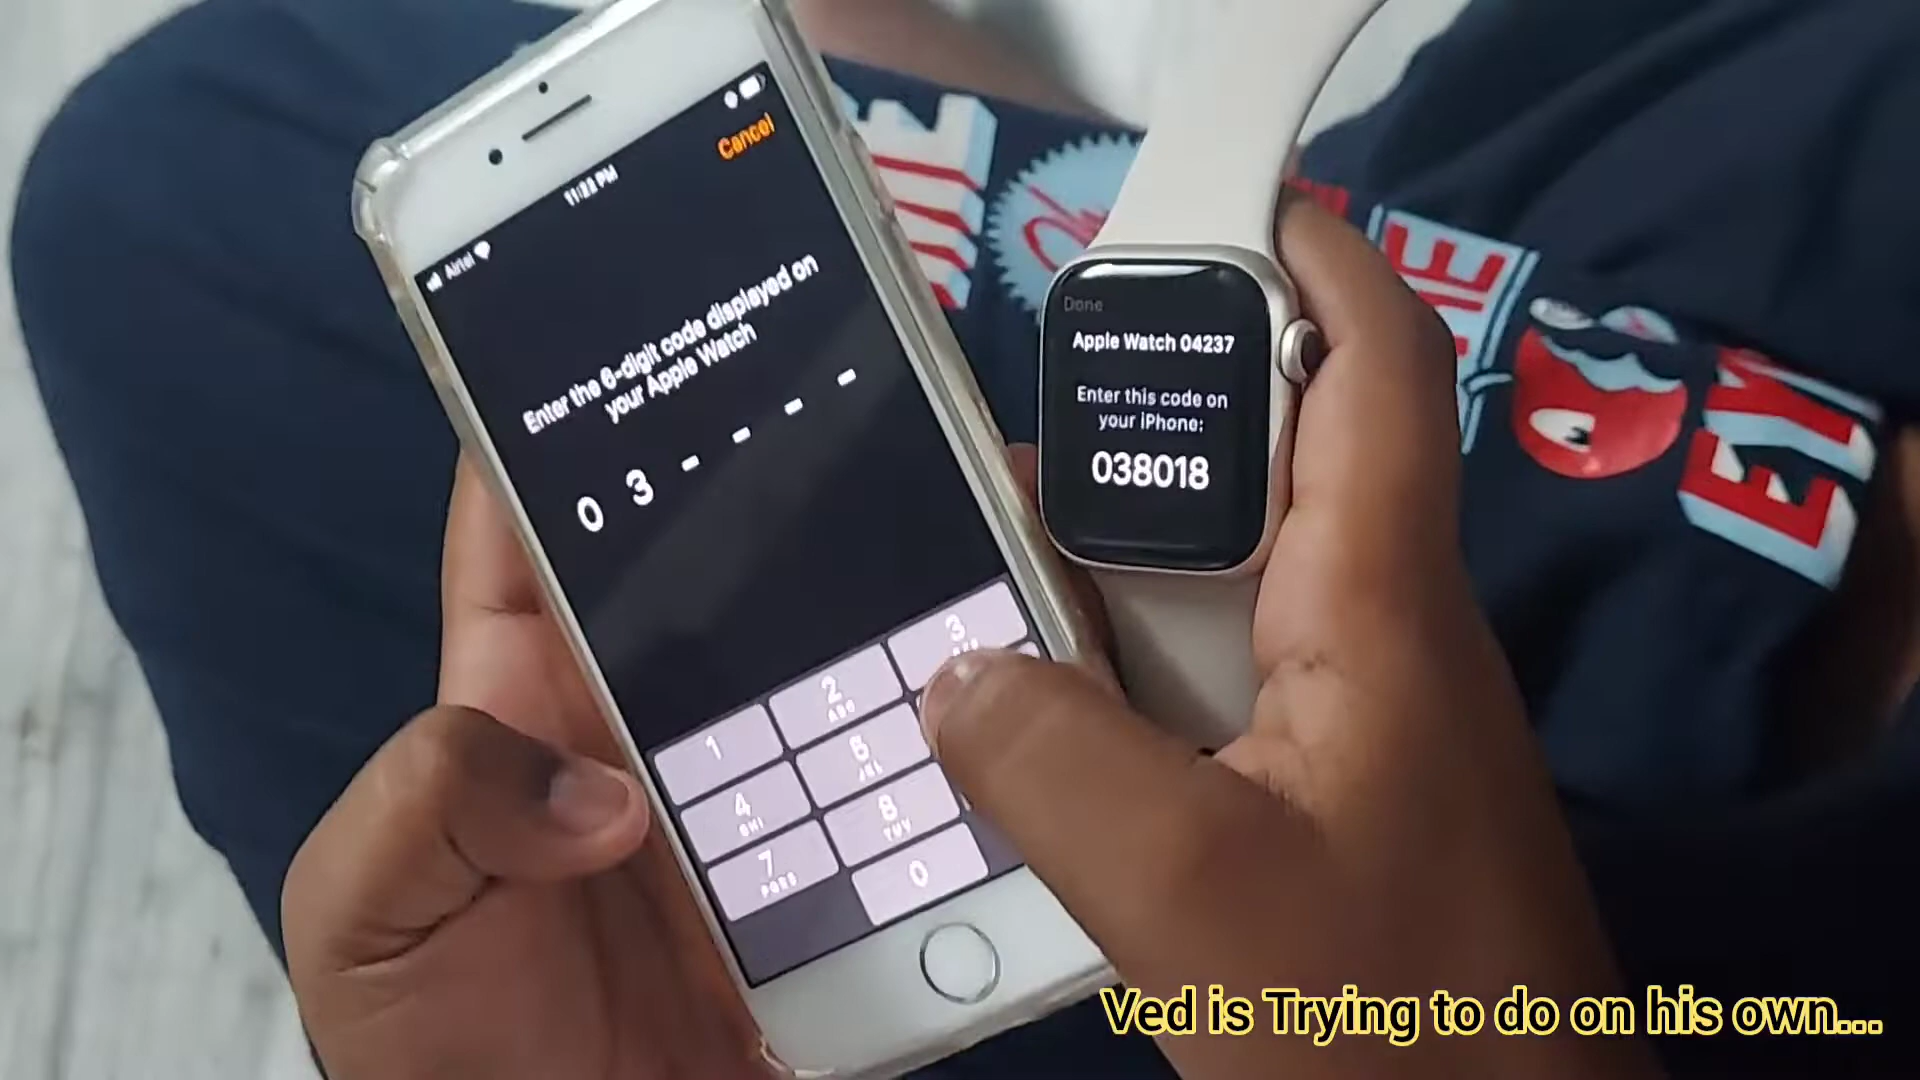 Airtel
11:22 PM
Cancel
Enter the 6-digit code displayed on
your Apple Watch
0 3 - - - -
1
2
ABC
3
4
GHI
5
JKL
7
PQRS
8
TUV
0
Done
Apple Watch 04237
Enter this code on
your iPhone:
038018
Ved is Trying to do on his own...